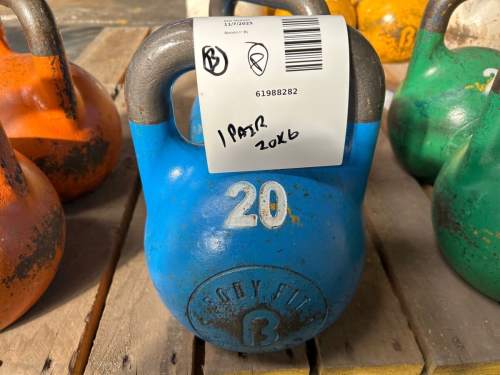 11/7/2025
B P
61988282
1 PAIR
20KG
20
BODY FIT
B